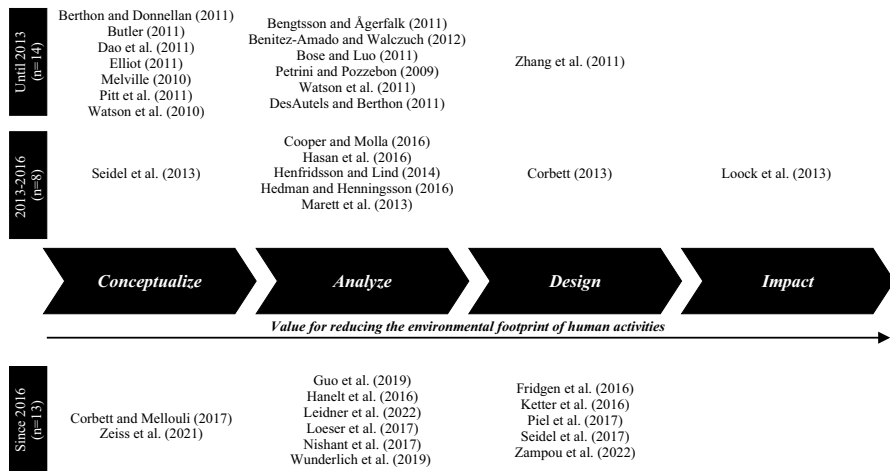 Until 2013
(n=14)
Berthon and Donnellan (2011)
Butler (2011)
Dao et al. (2011)
Elliot (2011)
Melville (2010)
Pitt et al. (2011)
Watson et al. (2010)
Bengtsson and Ågerfalk (2011)
Benitez-Amado and Walczuch (2012)
Bose and Luo (2011)
Petrini and Pozzebon (2009)
Watson et al. (2011)
DesAutels and Berthon (2011)
Zhang et al. (2011)
2013-2016
(n=8)
Seidel et al. (2013)
Cooper and Molla (2016)
Hasan et al. (2016)
Henfridsson and Lind (2014)
Hedman and Henningsson (2016)
Marett et al. (2013)
Corbett (2013)
Loock et al. (2013)
Conceptualize
Analyze
Design
Impact
Value for reducing the environmental footprint of human activities
Since 2016
(n=13)
Corbett and Mellouli (2017)
Zeiss et al. (2021)
Guo et al. (2019)
Hanelt et al. (2016)
Leidner et al. (2022)
Loeser et al. (2017)
Nishant et al. (2017)
Wunderlich et al. (2019)
Fridgen et al. (2016)
Ketter et al. (2016)
Piel et al. (2017)
Seidel et al. (2017)
Zampou et al. (2022)